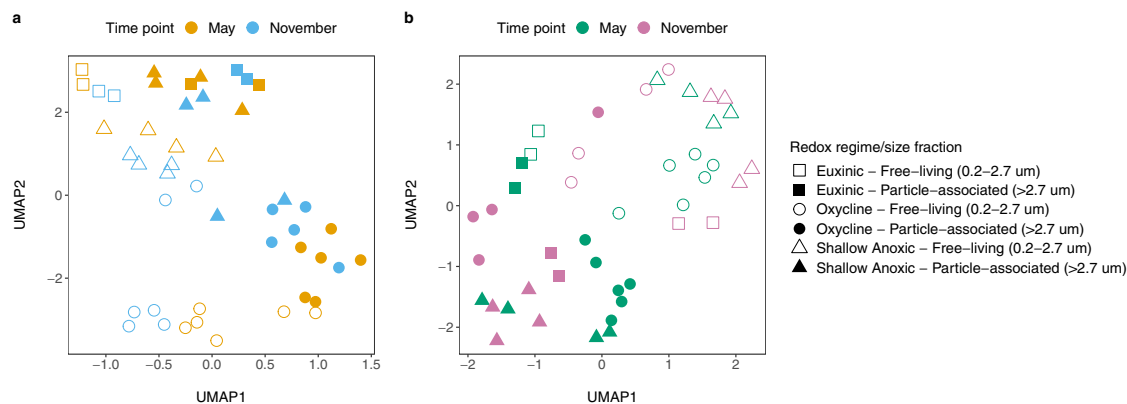 a
Time point May November
UMAP2
2
0
−2
−1.0 −0.5 0.0 0.5 1.0 1.5
UMAP1
b
Time point May November
UMAP2
2
1
0
−1
−2
−2 −1 0 1 2
UMAP1
Redox regime/size fraction
Euxinic − Free−living (0.2−2.7 um)
Euxinic − Particle−associated (>2.7 um)
Oxycline − Free−living (0.2−2.7 um)
Oxycline − Particle−associated (>2.7 um)
Shallow Anoxic − Free−living (0.2−2.7 um)
Shallow Anoxic − Particle−associated (>2.7 um)